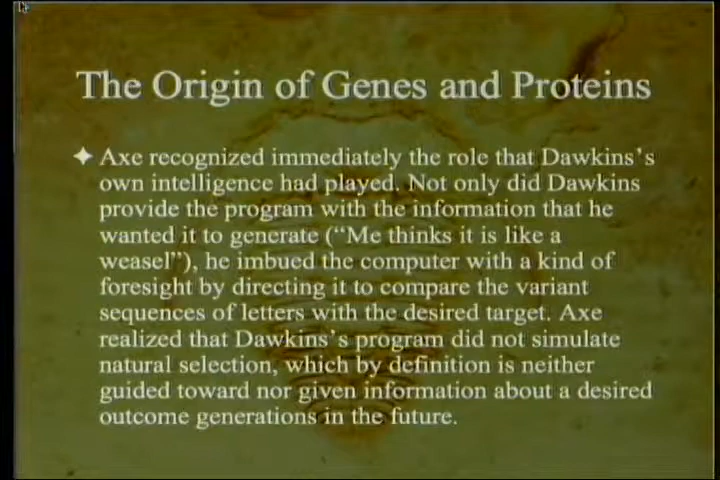 The Origin of Genes and Proteins
Axe recognized immediately the role that Dawkins's
own intelligence had played. Not only did Dawkins
provide the program with the information that he
wanted it to generate (“Me thinks it is like a
weasel”), he imbued the computer with a kind of
foresight by directing it to compare the variant
sequences of letters with the desired target. Axe
realized that Dawkins's program did not simulate
natural selection, which by definition is neither
guided toward nor given information about a desired
outcome generations in the future.